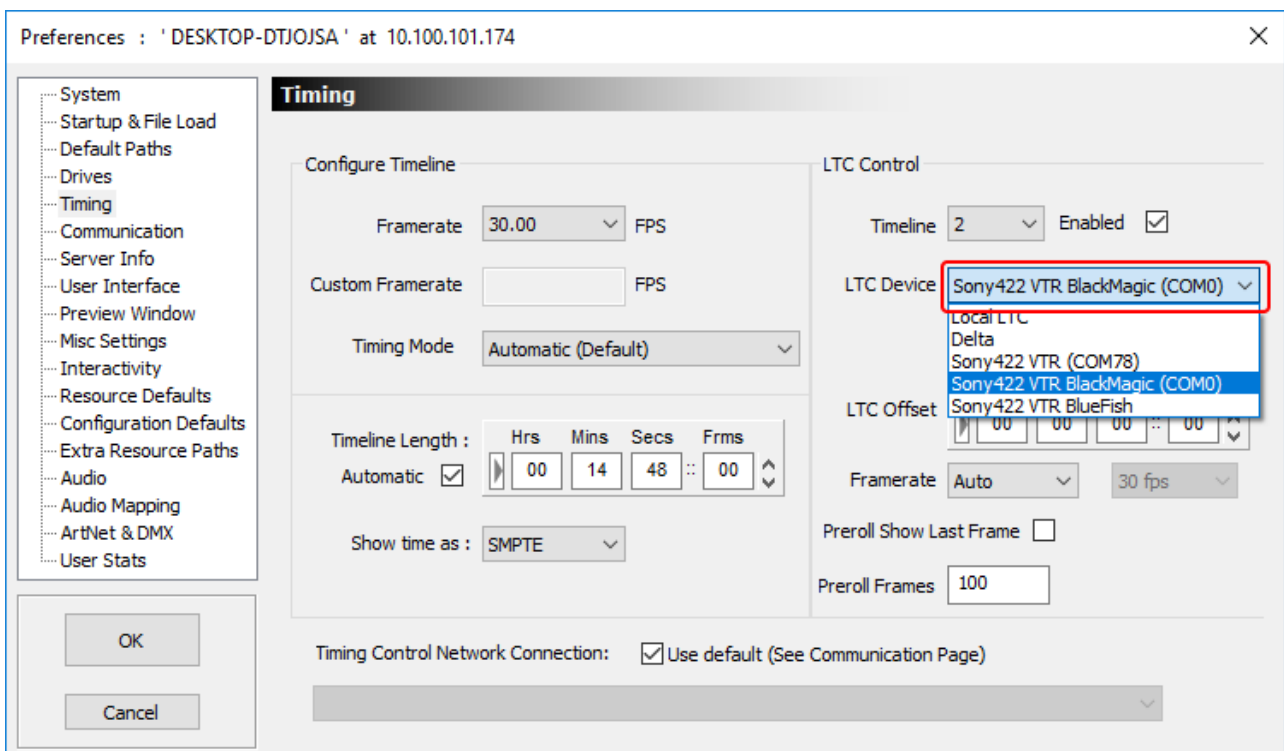 Preferences : ' DESKTOP-DTJOJSA ' at 10.100.101.174
System
Startup & File Load
Default Paths
Drives
Timing
Communication
Server Info
User Interface
Preview Window
Misc Settings
Interactivity
Resource Defaults
Configuration Defaults
Extra Resource Paths
Audio
Audio Mapping
ArtNet & DMX
User Stats
OK
Cancel
Timing
Configure Timeline
Framerate 30.00 FPS
Custom Framerate FPS
Timing Mode Automatic (Default)
Timeline Length :
Automatic
Hrs Mins Secs Frms
00 14 48 :: 00
Show time as : SMPTE
LTC Control
Timeline 2 Enabled
LTC Device Sony422 VTR BlackMagic (COM0)
Local LTC
Delta
Sony422 VTR (COM78)
Sony422 VTR BlackMagic (COM0)
Sony422 VTR BlueFish
LTC Offset 00 00 00 :: 00
Framerate Auto 30 fps
Preroll Show Last Frame
Preroll Frames 100
Timing Control Network Connection: Use default (See Communication Page)